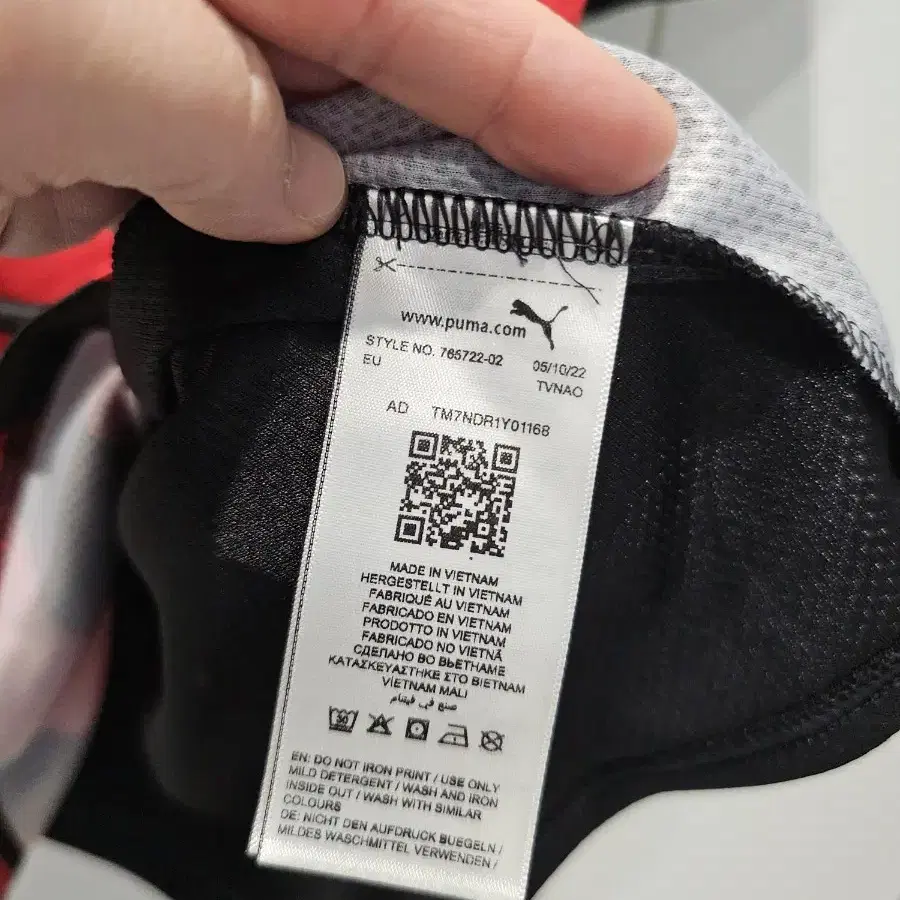 www.puma.com
STYLE NO. 765722-02 05/10/22
EU TVNAO
AD TM7NDR1Y01168
MADE IN VIETNAM
HERGESTELLT IN VIETNAM
FABRIQUÉ AU VIETNAM
FABRICADO EN VIETNAM
PRODOTTO IN VIETNAM
FABRICADO NO VIETNÃ
СДЕЛАНО ВО ВЬЕТНАМЕ
ΚΑΤΑΣΚΕΥΑΣΤΗΚΕ ΣΤΟ ΒΙΕΤΝΑΜ
VİETNAM MALI
صنع في فيتنام
30
EN: DO NOT IRON PRINT / USE ONLY
MILD DETERGENT / WASH AND IRON
INSIDE OUT / WASH WITH SIMILAR
COLOURS
DE: NICHT DEN AUFDRUCK BUEGELN /
MILDES WASCHMITTEL VERWENDEN /